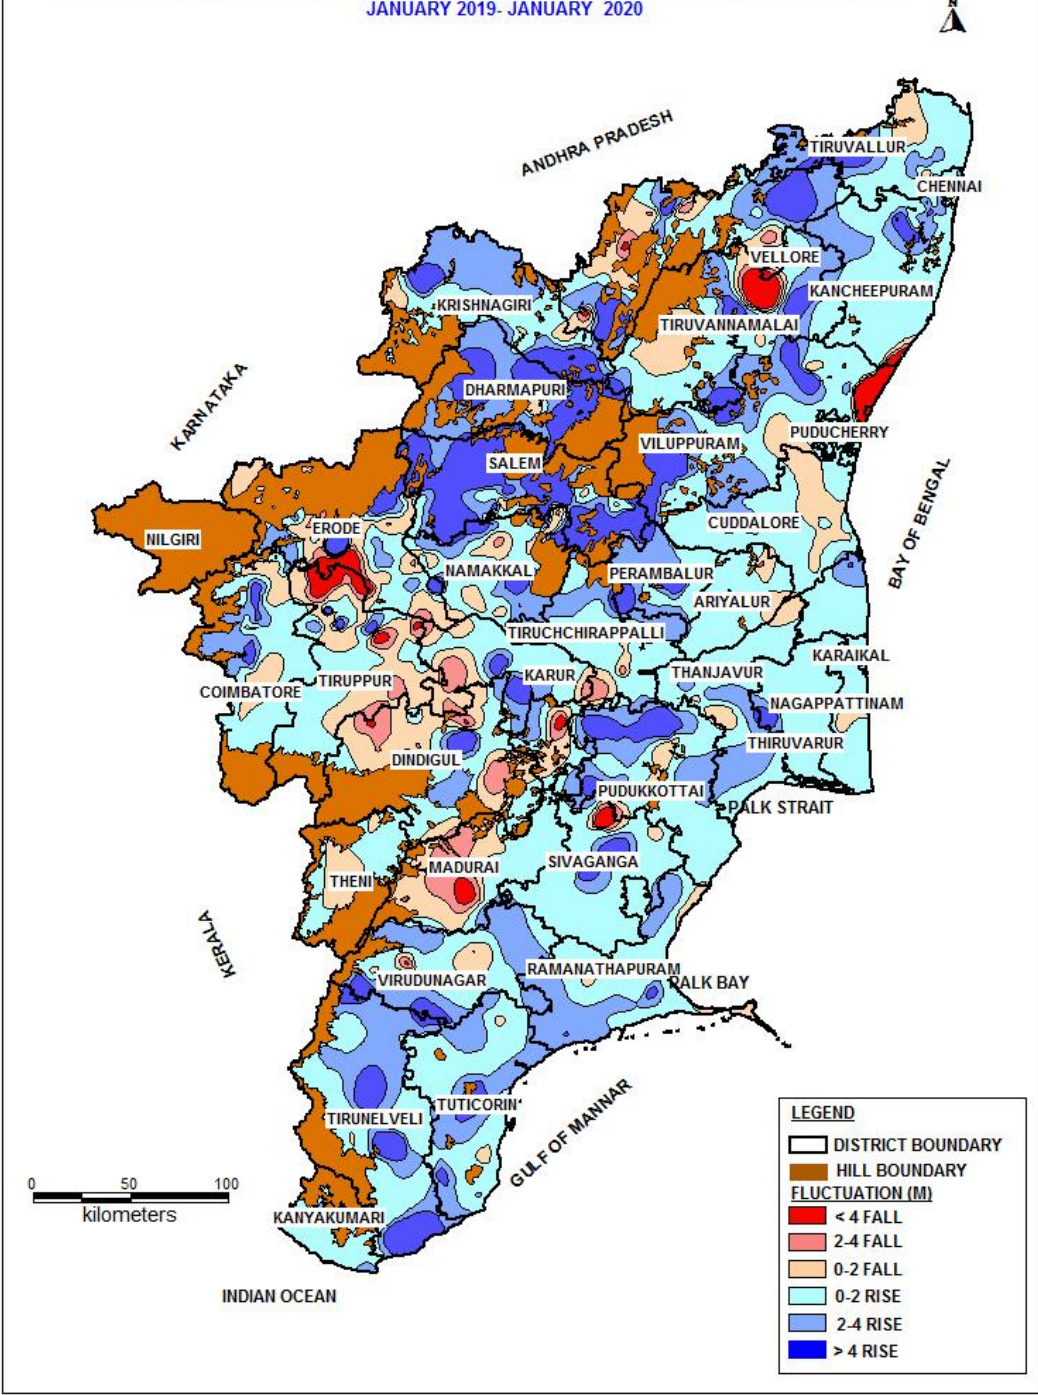 JANUARY 2019- JANUARY 2020
N
ANDHRA PRADESH
TIRUVALLUR
CHENNAI
VELLORE
KANCHEEPURAM
KRISHNAGIRI
TIRUVANNAMALAI
KARNATAKA
DHARMAPURI
PUDUCHERRY
VILUPPURAM
SALEM
BAY OF BENGAL
CUDDALORE
ERODE
NILGIRI
NAMAKKAL
PERAMBALUR
ARIYALUR
TIRUCHCHIRAPPALLI
KARAIKAL
THANJAVUR
KARUR
TIRUPPUR
COIMBATORE
NAGAPPATTINAM
THIRUVARUR
DINDIGUL
PUDUKKOTTAI
PALK STRAIT
SIVAGANGA
MADURAI
THENI
KERALA
RAMANATHAPURAM
VIRUDUNAGAR
PALK BAY
TUTICORIN
TIRUNELVELI
GULF OF MANNAR
KANYAKUMARI
INDIAN OCEAN
0 50 100
kilometers
LEGEND
DISTRICT BOUNDARY
HILL BOUNDARY
FLUCTUATION (M)
< 4 FALL
2-4 FALL
0-2 FALL
0-2 RISE
2-4 RISE
> 4 RISE